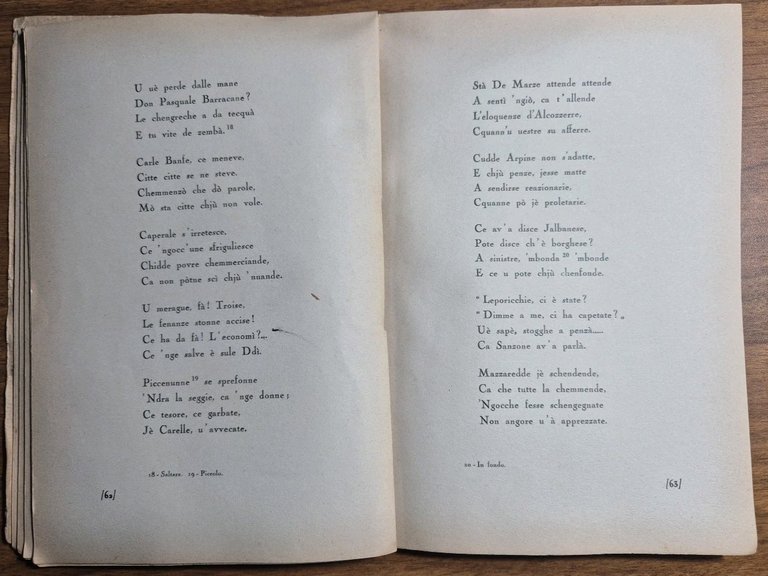 U uè perde dalle mane
Don Pasquale Barracane?
Le chengreche a da tecquà
E tu vite de zembà.18
Carle Banfe, ce meneve,
Citte citte se ne steve.
Chemmenzò che dò parole,
Mò sta citte chjù non vole.
Caperale s'irretesce,
Ce 'ngocc'une sfriguliesce
Chidde povre chemmerciande,
Ca non pòtne scì chjù 'nnande.
U merague, fà! Troise,
Le fenanze stonne accise!
Ce ha da fà! L'economì?....
Ce 'nge salve è sule Ddì.
Piccenunne19 se sprefonne
'Ndra la seggie, ca 'nge donne;
Ce tesore, ce garbate,
Jè Carelle, u'avvecate.
18 - Saltare. 19 - Piccolo.
/62/
Stà De Marze attende attende
A sentì 'ngiò, ca t'allende
L'eloquenze d'Alcozzerre,
Cquann'u uestre su afferre.
Cudde Arpine non s'adatte,
E chjù penze, jesse matte
A sendirse reazionarie,
Cquanne pò jè proletarie.
Ce av'a disce Jalbanese,
Pote disce ch'è borghese?
A sinistre, 'mbonda20 'mbonde
E ce u pote chjù chenfonde.
" Leporicchie, ci è state?
" Dimme a me, ci ha capetate? „
Uè sapè, stogghe a penzà.....
Ca Sanzone av'a parlà.
Mazzaredde jè schendende,
Ca che tutte la chemmende,
'Ngocche fesse schengegnate
Non angore u'à apprezzate.
20 - In fondo.
/63/